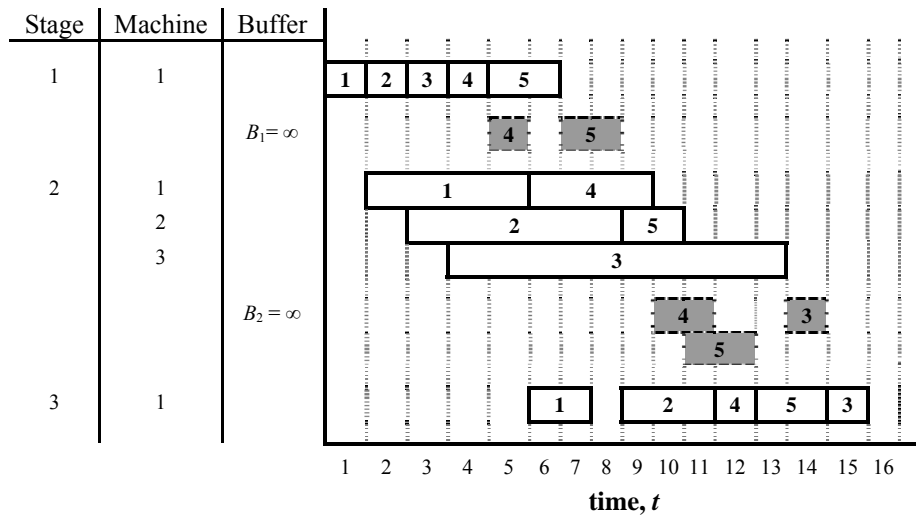 Stage Machine Buffer
1 1 1 2 3 4 5
B1 = ∞ 4 5
2 1 1 4
2 2 5
3 3
B2 = ∞ 4 3
5
3 1 1 2 4 5 3
1 2 3 4 5 6 7 8 9 10 11 12 13 14 15 16
time, t